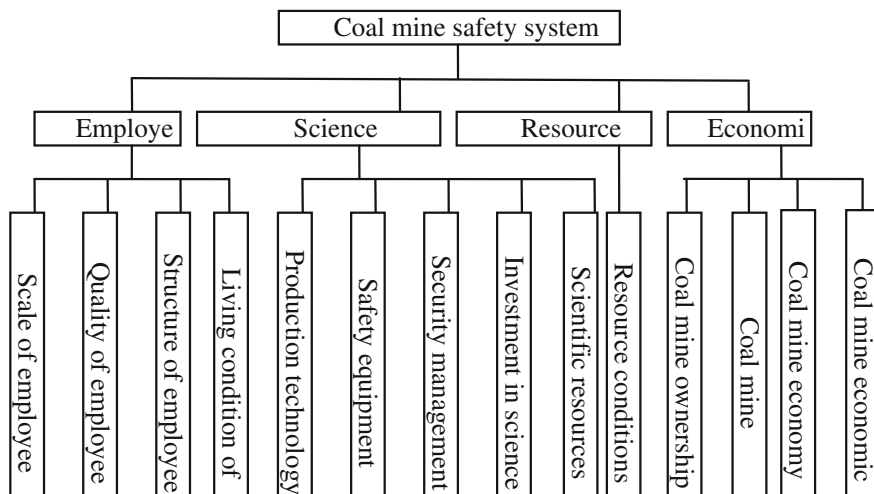 Coal mine safety system
Employe
Science
Resource
Economi
Scale of employee
Quality of employee
Structure of employee
Living condition of
Production technology
Safety equipment
Security management
Investment in science
Scientific resources
Resource conditions
Coal mine ownership
Coal mine
Coal mine economy
Coal mine economic